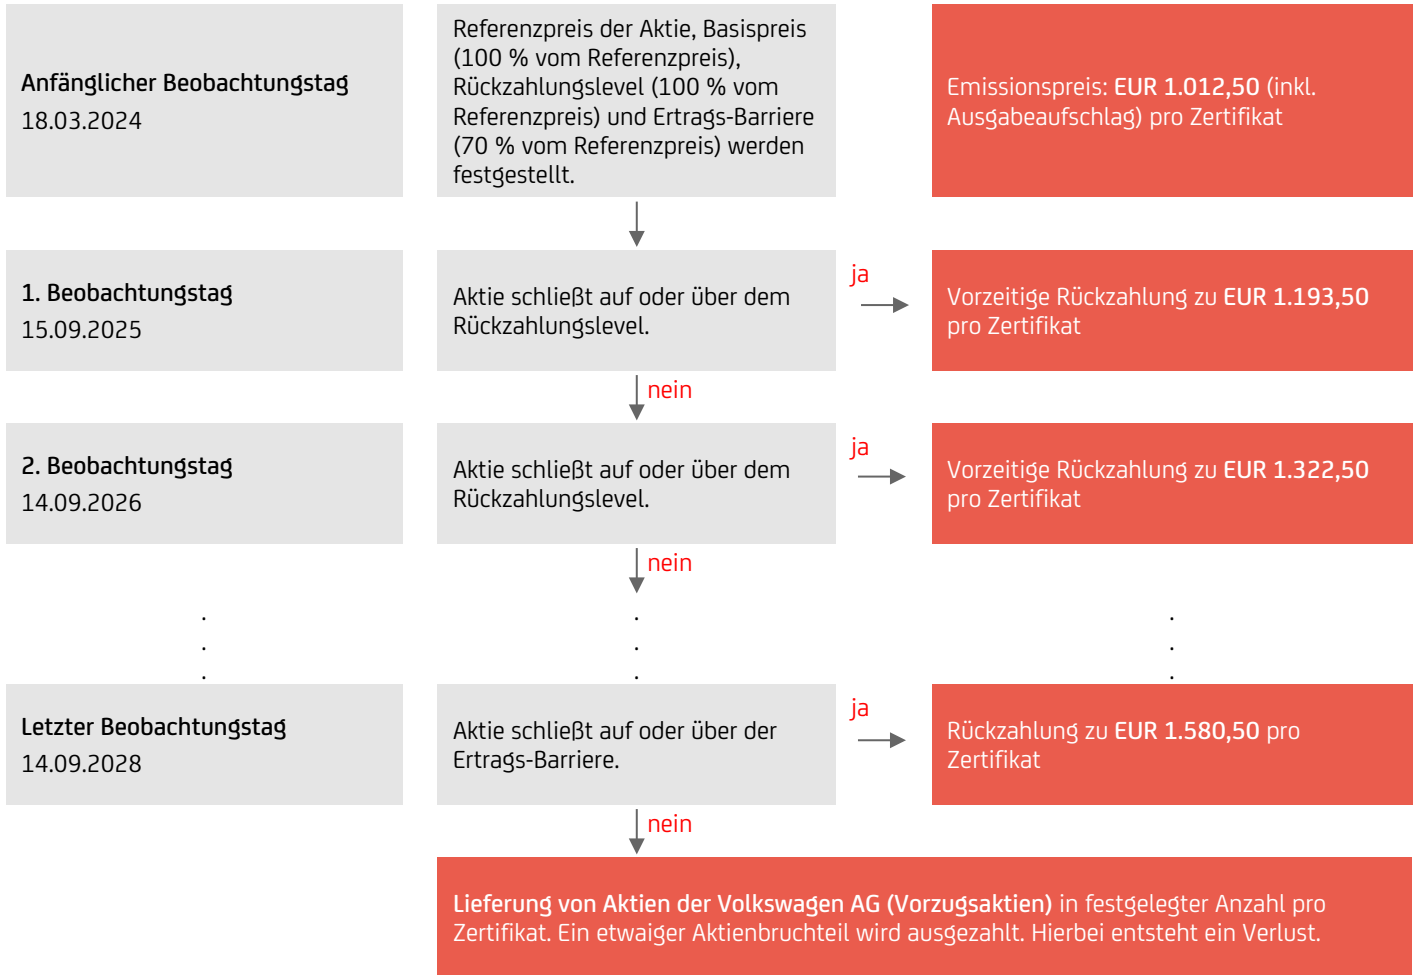 Anfänglicher Beobachtungstag
18.03.2024
Referenzpreis der Aktie, Basispreis
(100 % vom Referenzpreis),
Rückzahlungslevel (100 % vom
Referenzpreis) und Ertrags-Barriere
(70 % vom Referenzpreis) werden
festgestellt.
Emissionspreis: EUR 1.012,50 (inkl.
Ausgabeaufschlag) pro Zertifikat
1. Beobachtungstag
15.09.2025
Aktie schließt auf oder über dem
Rückzahlungslevel.
ja
Vorzeitige Rückzahlung zu EUR 1.193,50
pro Zertifikat
nein
2. Beobachtungstag
14.09.2026
Aktie schließt auf oder über dem
Rückzahlungslevel.
ja
Vorzeitige Rückzahlung zu EUR 1.322,50
pro Zertifikat
nein
. . .
. . .
. . .
Letzter Beobachtungstag
14.09.2028
Aktie schließt auf oder über der
Ertrags-Barriere.
ja
Rückzahlung zu EUR 1.580,50 pro
Zertifikat
nein
Lieferung von Aktien der Volkswagen AG (Vorzugsaktien) in festgelegter Anzahl pro
Zertifikat. Ein etwaiger Aktienbruchteil wird ausgezahlt. Hierbei entsteht ein Verlust.